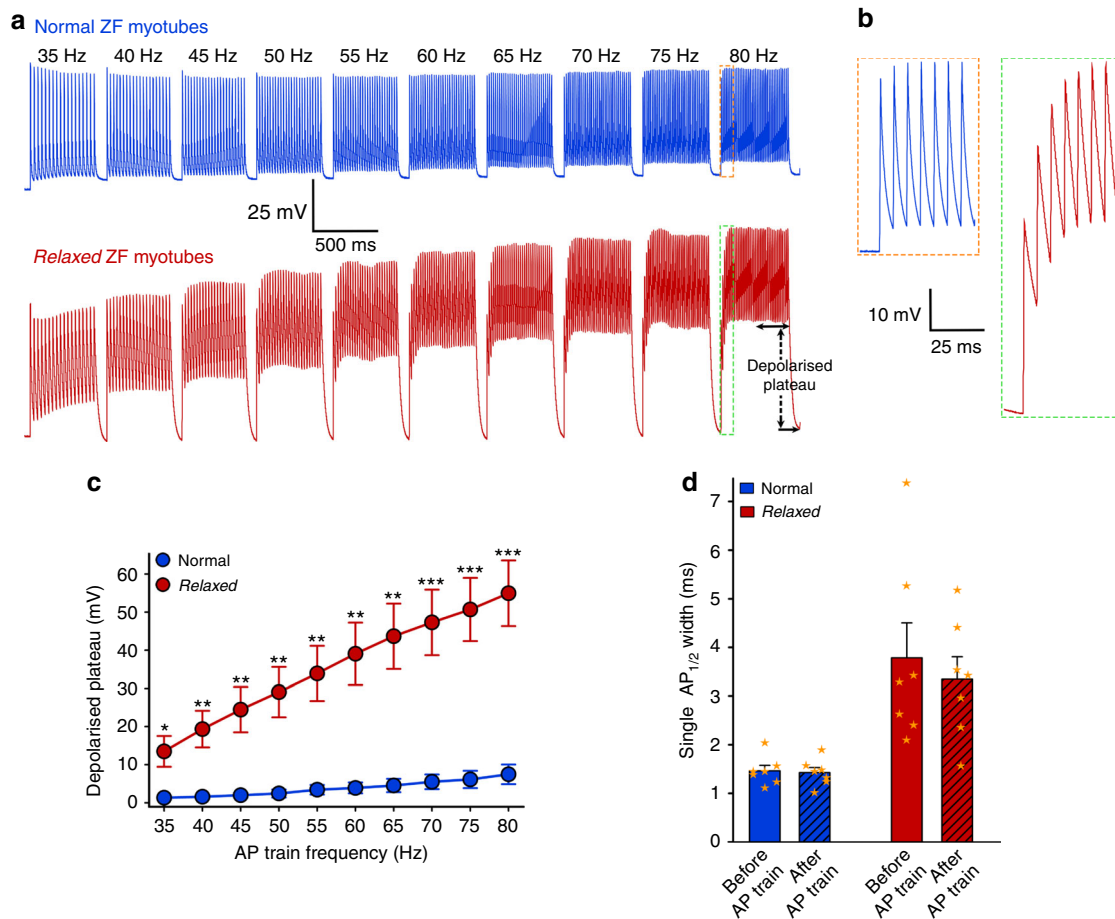 a
Normal ZF myotubes
35 Hz 40 Hz 45 Hz 50 Hz 55 Hz 60 Hz 65 Hz 70 Hz 75 Hz 80 Hz
25 mV
500 ms
Relaxed ZF myotubes
Depolarised
plateau
b
10 mV
25 ms
c
Normal
Relaxed
Depolarised plateau (mV)
60
50
40
30
20
10
0
* ** ** ** ** ** ** *** *** ***
35 40 45 50 55 60 65 70 75 80
AP train frequency (Hz)
d
Normal
Relaxed
Single AP1/2 width (ms)
7
6
5
4
3
2
1
0
Before
AP train
After
AP train
Before
AP train
After
AP train